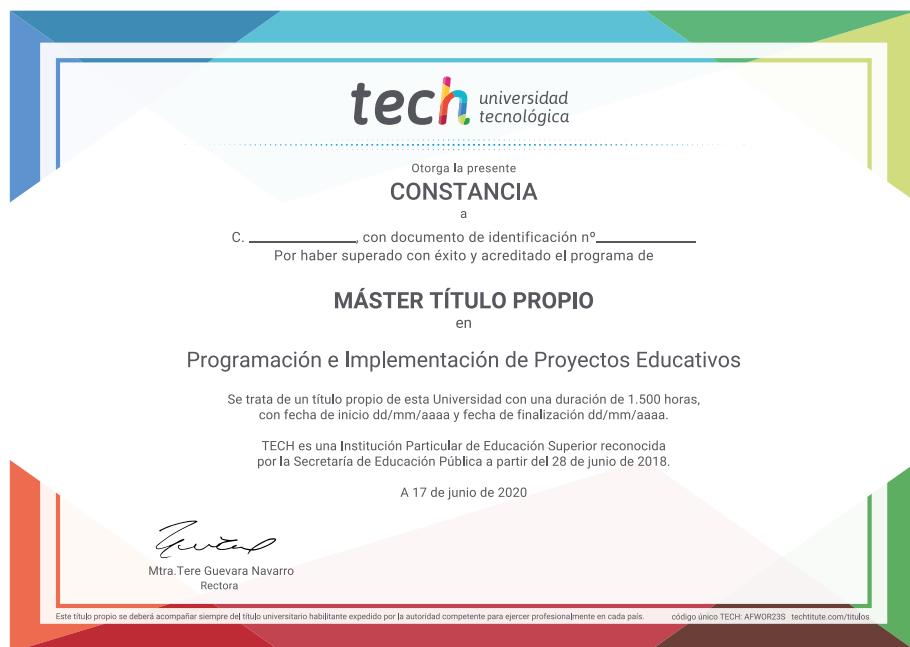 tech universidad
tecnológica
Otorga la presente
CONSTANCIA
a
C. ____________, con documento de identificación nº____________
Por haber superado con éxito y acreditado el programa de
MÁSTER TÍTULO PROPIO
en
Programación e Implementación de Proyectos Educativos
Se trata de un título propio de esta Universidad con una duración de 1.500 horas,
con fecha de inicio dd/mm/aaaa y fecha de finalización dd/mm/aaaa.
TECH es una Institución Particular de Educación Superior reconocida
por la Secretaría de Educación Pública a partir del 28 de junio de 2018.
A 17 de junio de 2020
Mtra.Tere Guevara Navarro
Rectora
Este título propio se deberá acompañar siempre del título universitario habilitante expedido por la autoridad competente para ejercer profesionalmente en cada país. código único TECH: AFWOR23S techtitute.com/titulos